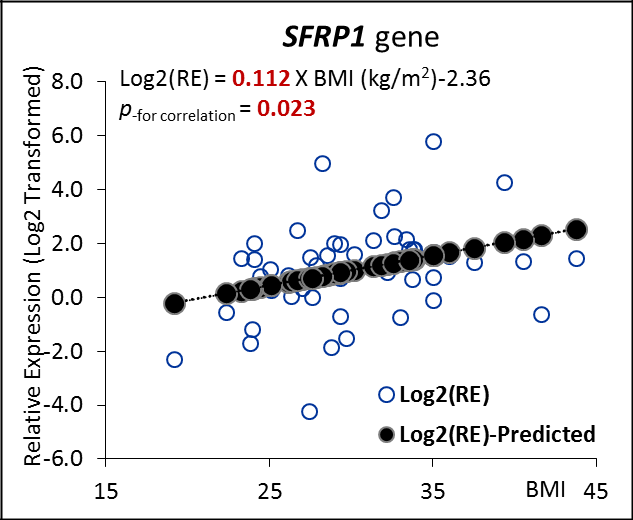 SFRP1 gene
Log2(RE) = 0.112 X BMI (kg/m²)-2.36
p-for correlation = 0.023
Relative Expression (Log2 Transformed)
8.0
6.0
4.0
2.0
0.0
-2.0
-4.0
-6.0
Log2(RE)
Log2(RE)-Predicted
15
25
35
BMI
45